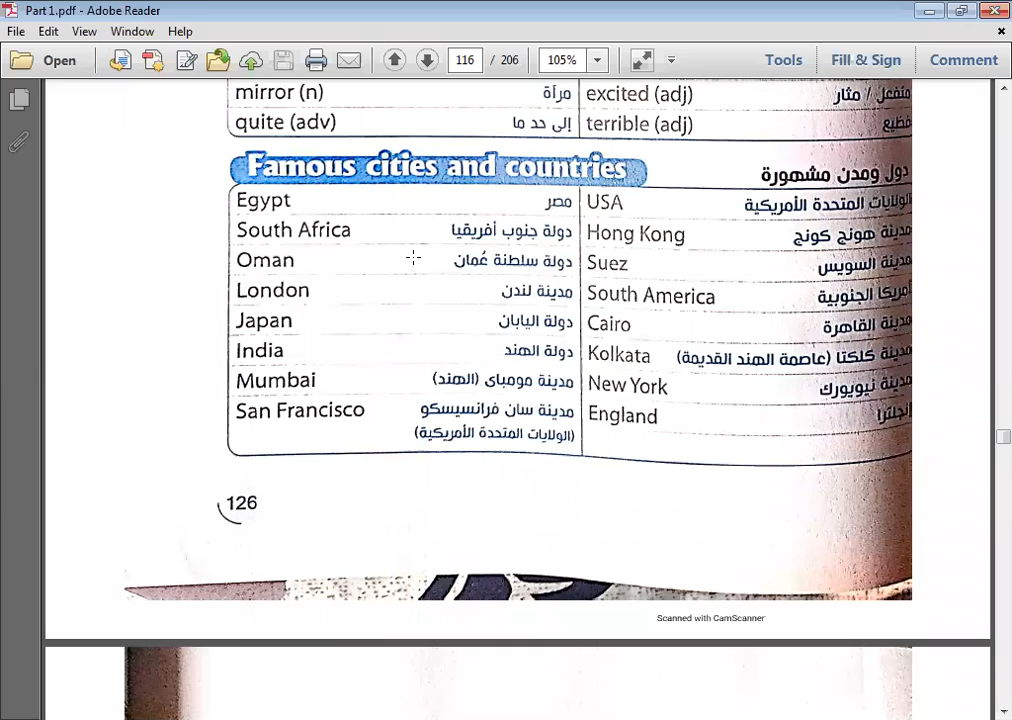 Part 1.pdf - Adobe Reader
File Edit View Window Help
Open 116 / 206 105% Tools Fill & Sign Comment
mirror (n) مرآة excited (adj) منفعل / مثار
quite (adv) إلى حد ما terrible (adj) فظيع
Famous cities and countries دول ومدن مشهورة
Egypt مصر USA الولايات المتحدة الأمريكية
South Africa دولة جنوب أفريقيا Hong Kong مدينة هونج كونج
Oman دولة سلطنة عُمان Suez مدينة السويس
London مدينة لندن South America أمريكا الجنوبية
Japan دولة اليابان Cairo مدينة القاهرة
India دولة الهند Kolkata مدينة كلكتا (عاصمة الهند القديمة)
Mumbai مدينة مومباى (الهند) New York مدينة نيويورك
San Francisco مدينة سان فرانسيسكو England إنجلترا
(الولايات المتحدة الأمريكية)
126
Scanned with CamScanner